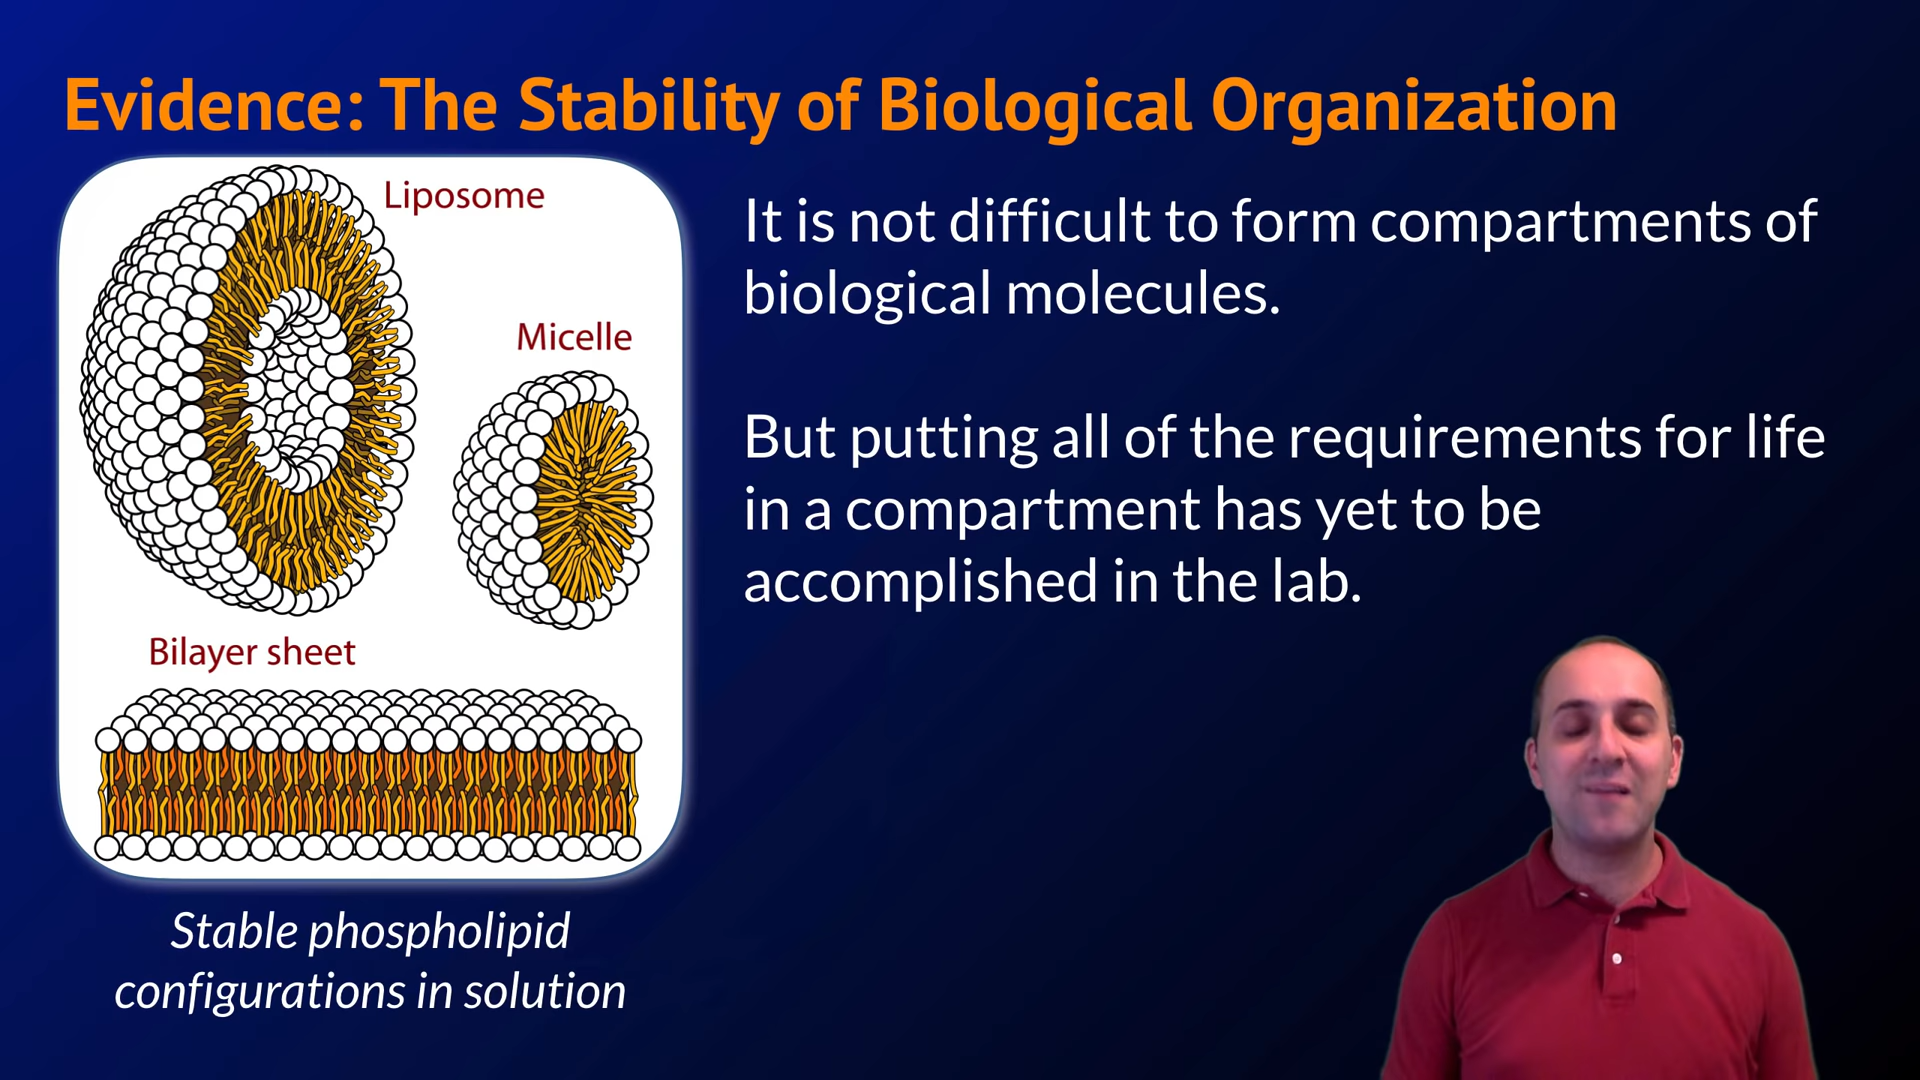 Evidence: The Stability of Biological Organization
Liposome
Micelle
Bilayer sheet
Stable phospholipid
configurations in solution
It is not difficult to form compartments of
biological molecules.
But putting all of the requirements for life
in a compartment has yet to be
accomplished in the lab.